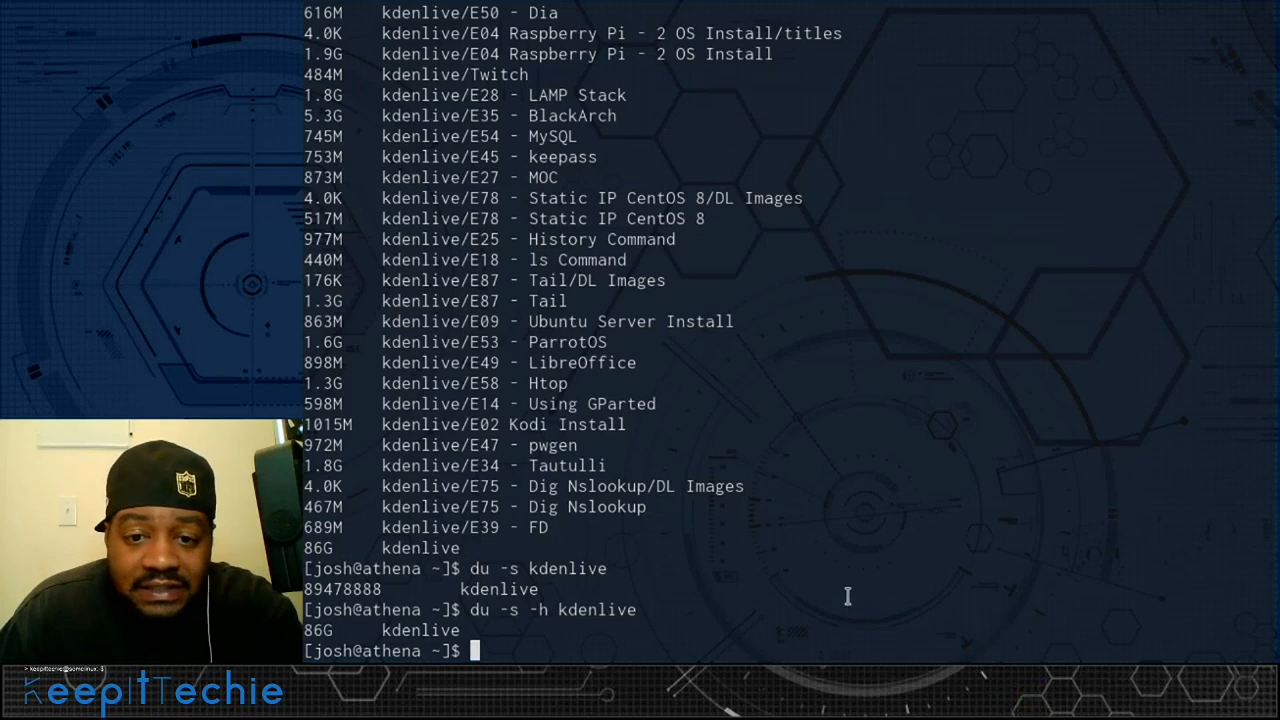 616M kdenlive/E50 - Dia
4.0K kdenlive/E04 Raspberry Pi - 2 OS Install/titles
1.9G kdenlive/E04 Raspberry Pi - 2 OS Install
484M kdenlive/Twitch
1.8G kdenlive/E28 - LAMP Stack
5.3G kdenlive/E35 - BlackArch
745M kdenlive/E54 - MySQL
753M kdenlive/E45 - keepass
873M kdenlive/E27 - MOC
4.0K kdenlive/E78 - Static IP CentOS 8/DL Images
517M kdenlive/E78 - Static IP CentOS 8
977M kdenlive/E25 - History Command
440M kdenlive/E18 - ls Command
176K kdenlive/E87 - Tail/DL Images
1.3G kdenlive/E87 - Tail
863M kdenlive/E09 - Ubuntu Server Install
1.6G kdenlive/E53 - ParrotOS
898M kdenlive/E49 - LibreOffice
1.3G kdenlive/E58 - Htop
598M kdenlive/E14 - Using GParted
1015M kdenlive/E02 Kodi Install
972M kdenlive/E47 - pwgen
1.8G kdenlive/E34 - Tautulli
4.0K kdenlive/E75 - Dig Nslookup/DL Images
467M kdenlive/E75 - Dig Nslookup
689M kdenlive/E39 - FD
86G kdenlive
[josh@athena ~]$ du -s kdenlive
89478888 kdenlive
[josh@athena ~]$ du -s -h kdenlive
86G kdenlive
[josh@athena ~]$
> keepittechie@somelinux:~$
KeepItTechie